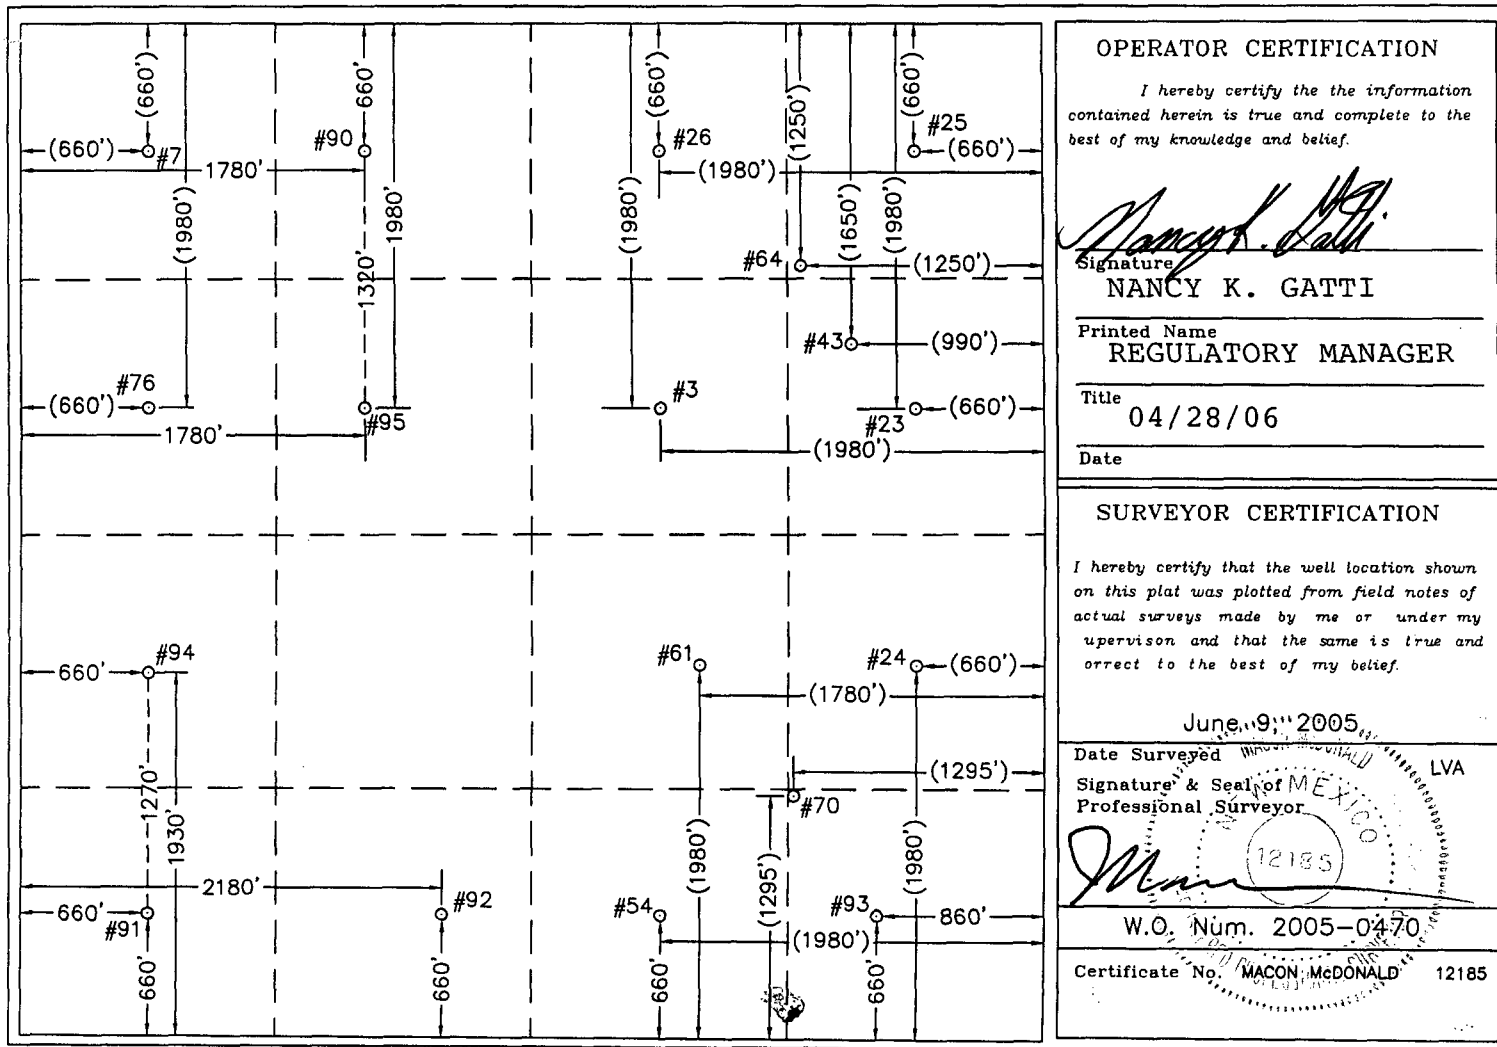 (660')
(660')
#7
(1980')
1780'
660'
#90
1980'
1320'
(660')
#26
(1980')
(1980')
(1250')
(1650')
(1980')
(660')
#25
(660')
#64
(1250')
#43
(990')
(660')
#76
#95
1780'
#3
#23
(660')
(1980')
660'
#94
#61
#24
(660')
(1780')
(1295')
#70
1270'
1930'
(1980')
(1295')
(1980')
2180'
660'
#91
660'
#92
660'
#54
660'
#93
860'
(1980')
660'
OPERATOR CERTIFICATION
I hereby certify the the information
contained herein is true and complete to the
best of my knowledge and belief.
Nancy K. Gatti
Signature
NANCY K. GATTI
Printed Name
REGULATORY MANAGER
Title
04/28/06
Date
SURVEYOR CERTIFICATION
I hereby certify that the well location shown
on this plat was plotted from field notes of
actual surveys made by me or under my
upervison and that the same is true and
orrect to the best of my belief.
June 9, 2005
Date Surveyed
LVA
Signature & Seal of
Professional Surveyor
MACON McDONALD
NEW MEXICO
12185
W.O. Num. 2005-0470
Certificate No. MACON McDONALD 12185